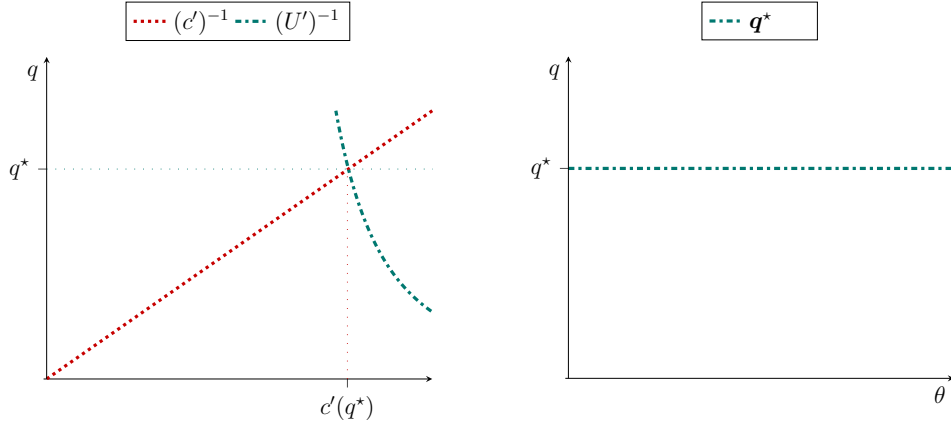 (c′)⁻¹ (U′)⁻¹
q
q⋆
c′(q⋆)
q⋆
q
q⋆
θ